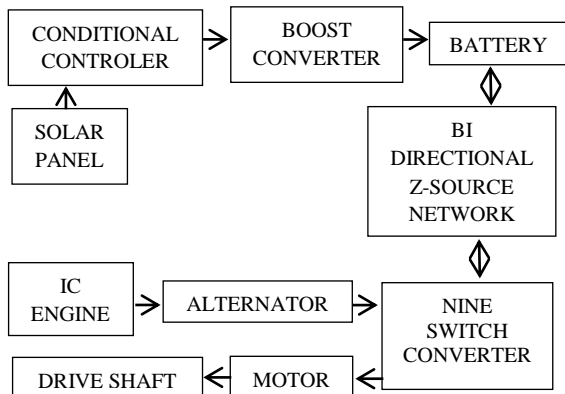 CONDITIONAL
CONTROLER
BOOST
CONVERTER
BATTERY
SOLAR
PANEL
BI
DIRECTIONAL
Z-SOURCE
NETWORK
IC
ENGINE
ALTERNATOR
NINE
SWITCH
CONVERTER
DRIVE SHAFT
MOTOR